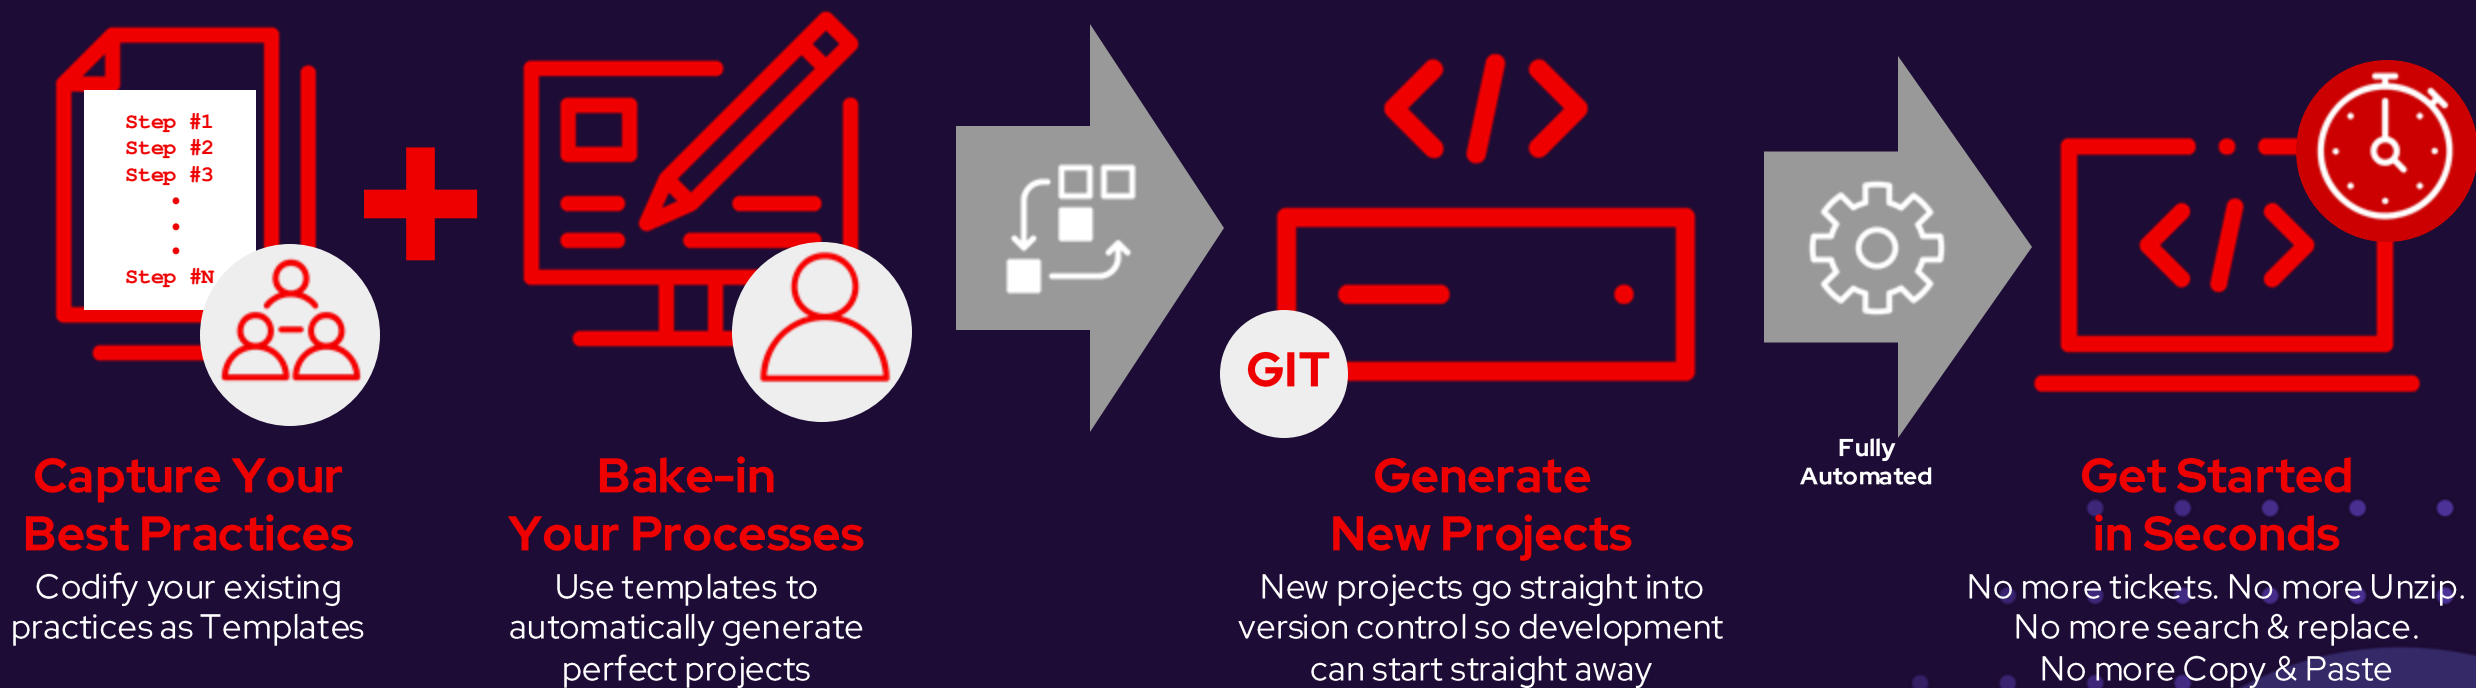 Step #1
Step #2
Step #3
Step #N
GIT
Capture Your
Best Practices
Codify your existing
practices as Templates
Bake-in
Your Processes
Use templates to
automatically generate
perfect projects
Generate
New Projects
New projects go straight into
version control so development
can start straight away
Fully
Automated
Get Started
in Seconds
No more tickets. No more Unzip.
No more search & replace.
No more Copy & Paste